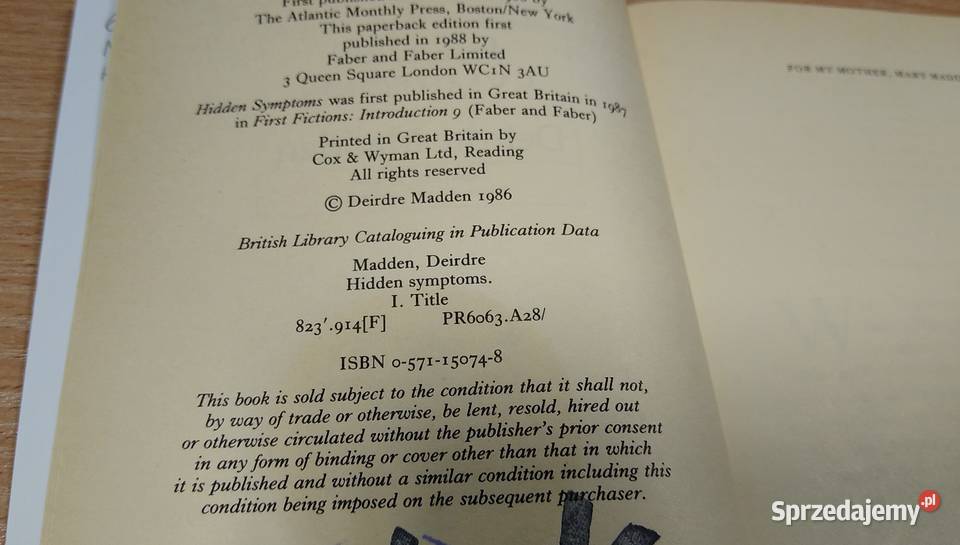 The Atlantic Monthly Press, Boston/New York
This paperback edition first
published in 1988 by
Faber and Faber Limited
3 Queen Square London WC1N 3AU
Hidden Symptoms was first published in Great Britain in 1987
in First Fictions: Introduction 9 (Faber and Faber)
Printed in Great Britain by
Cox & Wyman Ltd, Reading
All rights reserved
© Deirdre Madden 1986
British Library Cataloguing in Publication Data
Madden, Deirdre
Hidden symptoms.
I. Title
823'.914[F] PR6063.A28/
ISBN 0-571-15074-8
This book is sold subject to the condition that it shall not,
by way of trade or otherwise, be lent, resold, hired out
or otherwise circulated without the publisher's prior consent
in any form of binding or cover other than that in which
it is published and without a similar condition including this
condition being imposed on the subsequent purchaser.
FOR MY MOTHER, MARY
Sprzedajemy.pl